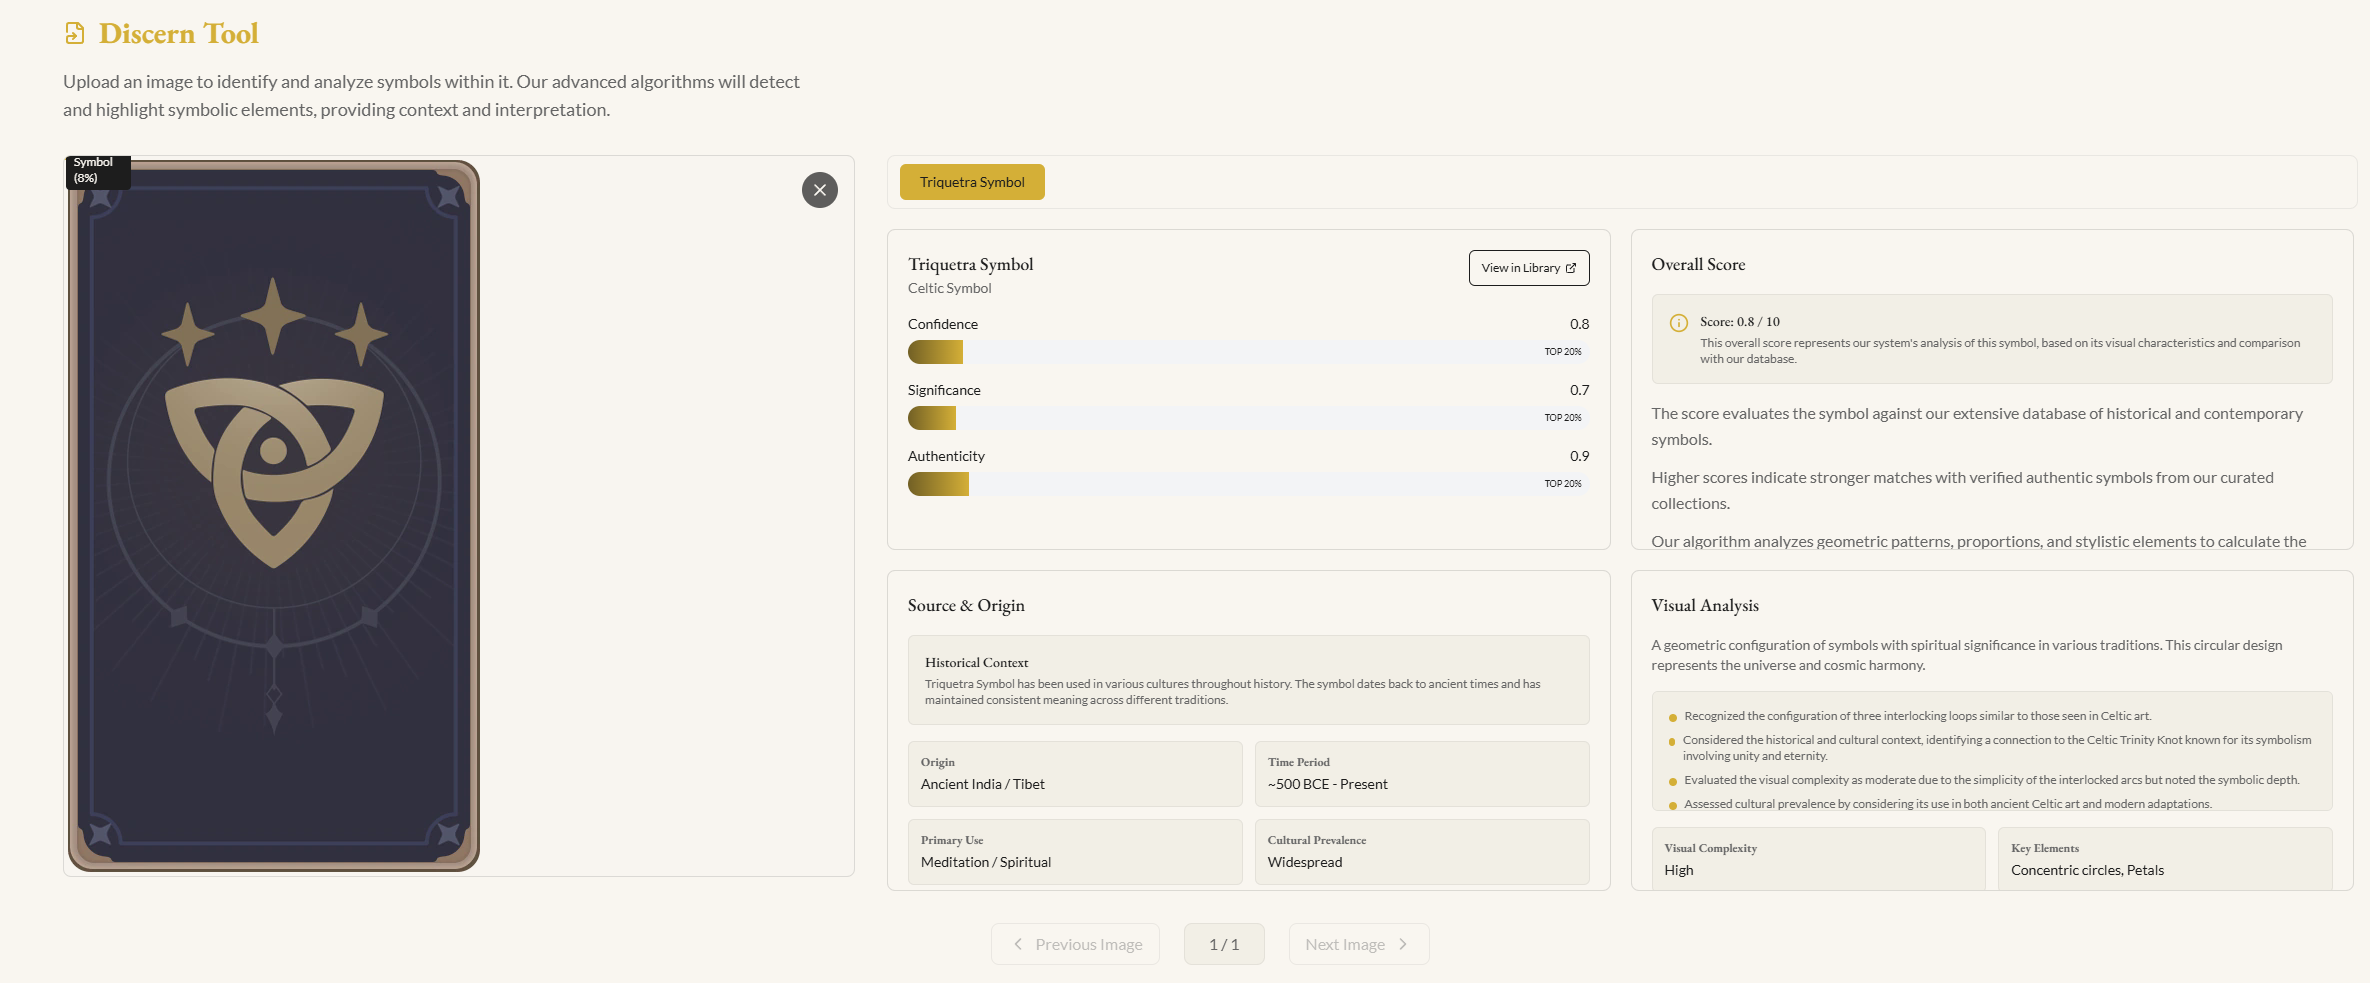 Discern Tool
Upload an image to identify and analyze symbols within it. Our advanced algorithms will detect
and highlight symbolic elements, providing context and interpretation.
Symbol
(8%)
Triquetra Symbol
Triquetra Symbol
View in Library
Celtic Symbol
Confidence
0.8
TOP 20%
Significance
0.7
TOP 20%
Authenticity
0.9
TOP 20%
Overall Score
Score: 0.8 / 10
This overall score represents our system's analysis of this symbol, based on its visual characteristics and comparison
with our database.
The score evaluates the symbol against our extensive database of historical and contemporary
symbols.
Higher scores indicate stronger matches with verified authentic symbols from our curated
collections.
Our algorithm analyzes geometric patterns, proportions, and stylistic elements to calculate the
Source & Origin
Historical Context
Triquetra Symbol has been used in various cultures throughout history. The symbol dates back to ancient times and has
maintained consistent meaning across different traditions.
Origin
Ancient India / Tibet
Time Period
~500 BCE - Present
Primary Use
Meditation / Spiritual
Cultural Prevalence
Widespread
Visual Analysis
A geometric configuration of symbols with spiritual significance in various traditions. This circular design
represents the universe and cosmic harmony.
Recognized the configuration of three interlocking loops similar to those seen in Celtic art.
Considered the historical and cultural context, identifying a connection to the Celtic Trinity Knot known for its symbolism
involving unity and eternity.
Evaluated the visual complexity as moderate due to the simplicity of the interlocked arcs but noted the symbolic depth.
Assessed cultural prevalence by considering its use in both ancient Celtic art and modern adaptations.
Visual Complexity
High
Key Elements
Concentric circles, Petals
Previous Image
1 / 1
Next Image